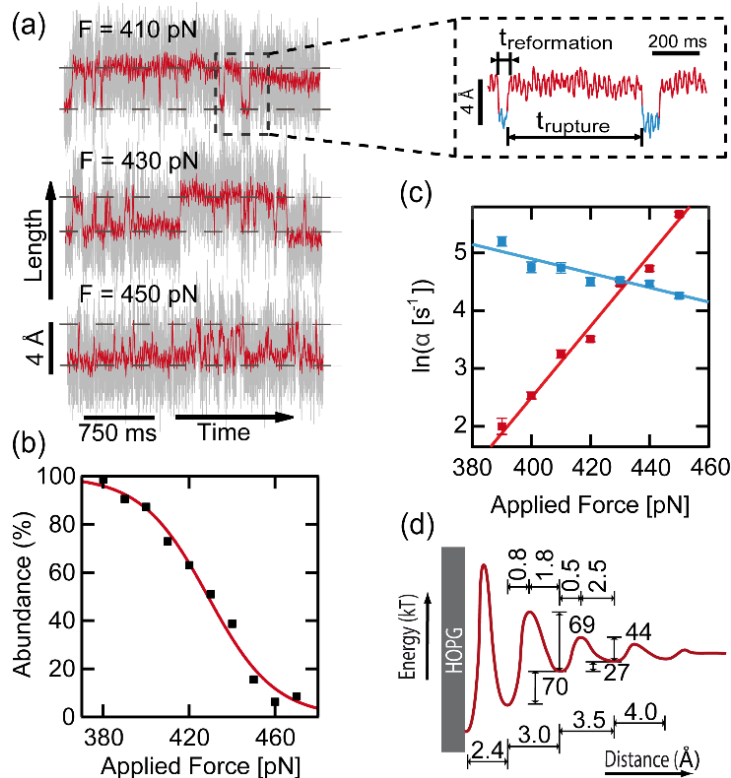 (a)
F = 410 pN
F = 430 pN
F = 450 pN
Length
4 Å
750 ms
Time
t_reformation
200 ms
4 Å
t_rupture
(b)
100
80
60
40
20
0
Abundance (%)
380
420
460
Applied Force [pN]
(c)
5
4
3
2
ln(α [s⁻¹])
380
400
420
440
460
Applied Force [pN]
(d)
Energy (kT)
HOPG
0.8
1.8
0.5
2.5
69
44
70
27
2.4
3.0
3.5
4.0
Distance (Å)